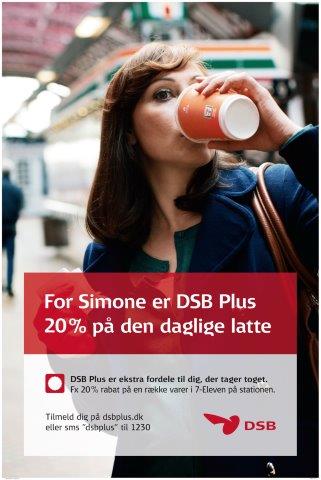 For Simone er DSB Plus
20% på den daglige latte
DSB Plus er ekstra fordele til dig, der tager toget.
Fx 20% rabat på en række varer i 7-Eleven på stationen.
Tilmeld dig på dsbplus.dk
eller sms "dsbplus" til 1230
DSB